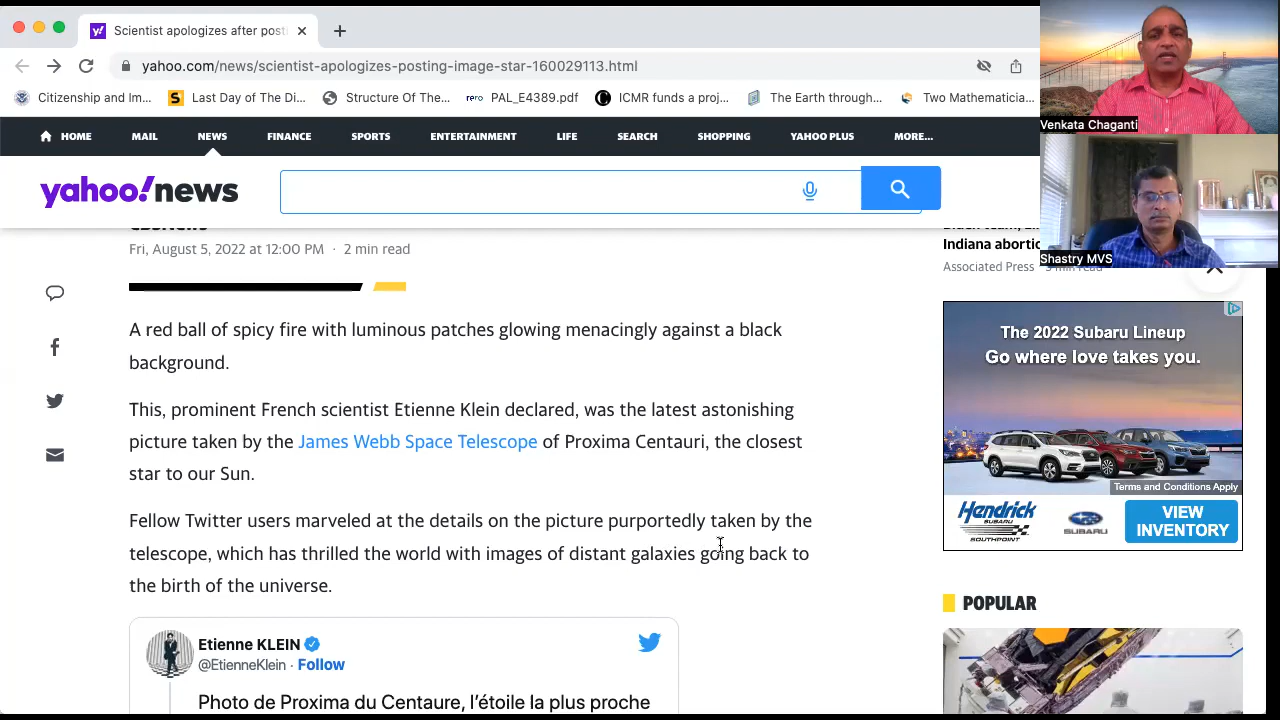 Scientist apologizes after posti
yahoo.com/news/scientist-apologizes-posting-image-star-160029113.html
Citizenship and Im... Last Day of The Di... Structure Of The... rero PAL_E4389.pdf ICMR funds a proj... The Earth through... Two Mathematicia...
HOME MAIL NEWS FINANCE SPORTS ENTERTAINMENT LIFE SEARCH SHOPPING YAHOO PLUS MORE...
yahoo!news
Venkata Chaganti
Shastry MVS
CBSNews
Fri, August 5, 2022 at 12:00 PM · 2 min read
A red ball of spicy fire with luminous patches glowing menacingly against a black
background.
This, prominent French scientist Etienne Klein declared, was the latest astonishing
picture taken by the James Webb Space Telescope of Proxima Centauri, the closest
star to our Sun.
Fellow Twitter users marveled at the details on the picture purportedly taken by the
telescope, which has thrilled the world with images of distant galaxies going back to
the birth of the universe.
Etienne KLEIN
@EtienneKlein · Follow
Photo de Proxima du Centaure, l'étoile la plus proche
Indiana abortio
Associated Press · 3 min read
The 2022 Subaru Lineup
Go where love takes you.
Terms and Conditions Apply
Hendrick
SUBARU
SOUTHPOINT
SUBARU
VIEW
INVENTORY
POPULAR